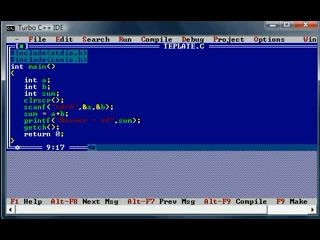 Turbo C++ IDE
File Edit Search Run Compile Debug Project Options
TEPLATE.C
#include<stdio.h>
#include<conio.h>
int main()
{
int a;
int b;
int sum;
clrscr();
scanf("%d%d",&a,&b);
sum = a+b;
printf("Answer = %d",sum);
getch();
return 0;
}
9:17
F1 Help Alt-F8 Next Msg Alt-F7 Prev Msg Alt-F9 Compile F9 Make